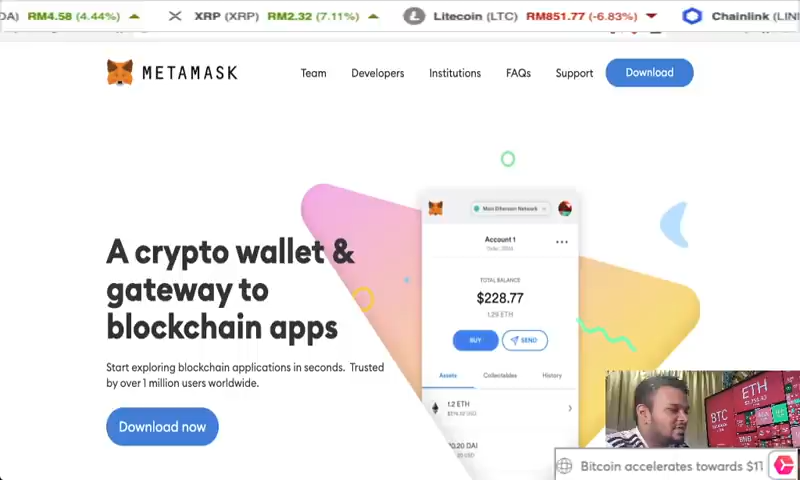 DA) RM4.58 (4.44%) XRP (XRP) RM2.32 (7.11%) Litecoin (LTC) RM851.77 (-6.83%) Chainlink (LIN
METAMASK
Team Developers Institutions FAQs Support Download
Main Ethereum Network
Account 1
TOTAL BALANCE
$228.77
1.29 ETH
BUY SEND
Assets Collectables History
A crypto wallet &
gateway to
blockchain apps
Start exploring blockchain applications in seconds. Trusted
by over 1 million users worldwide.
Download now
1.2 ETH
20.20 DAI
ETH
BTC
Bitcoin accelerates towards $1